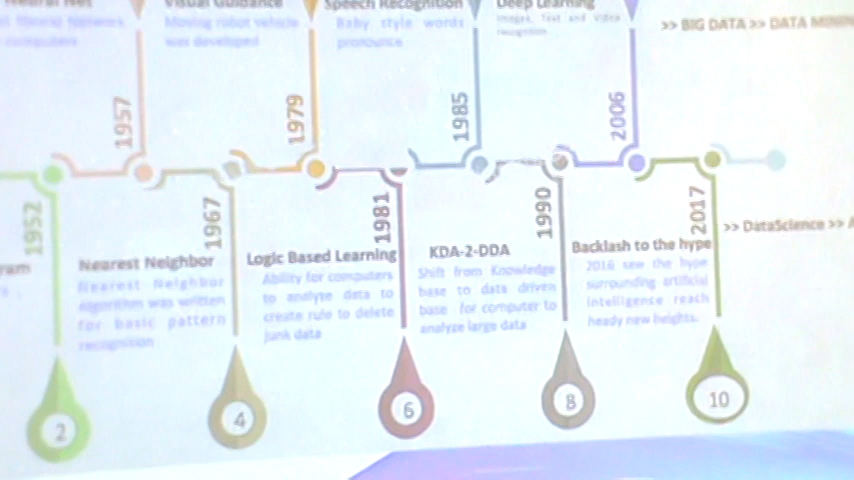 Visual Guidance
Moving robot vehicle
was developed
Speech Recognition
Baby style words
pronounce
Deep Learning
Images, Text and Video
recognition
>> BIG DATA >> DATA MINING
1957
1979
1985
2006
1952
1967
1981
1990
2017
>> DataScience >>
Nearest Neighbor
Nearest Neighbor
Algorithm was written
for basic pattern
recognition
Logic Based Learning
Ability for computers
to analyse data to
create rule to delete
junk data
KDA-2-DDA
Shift from Knowledge
base to data driven
base for computer to
analyze large data
Backlash to the hype
2016 saw the hype
surrounding artificial
intelligence reach
heady new heights.
2
4
6
8
10